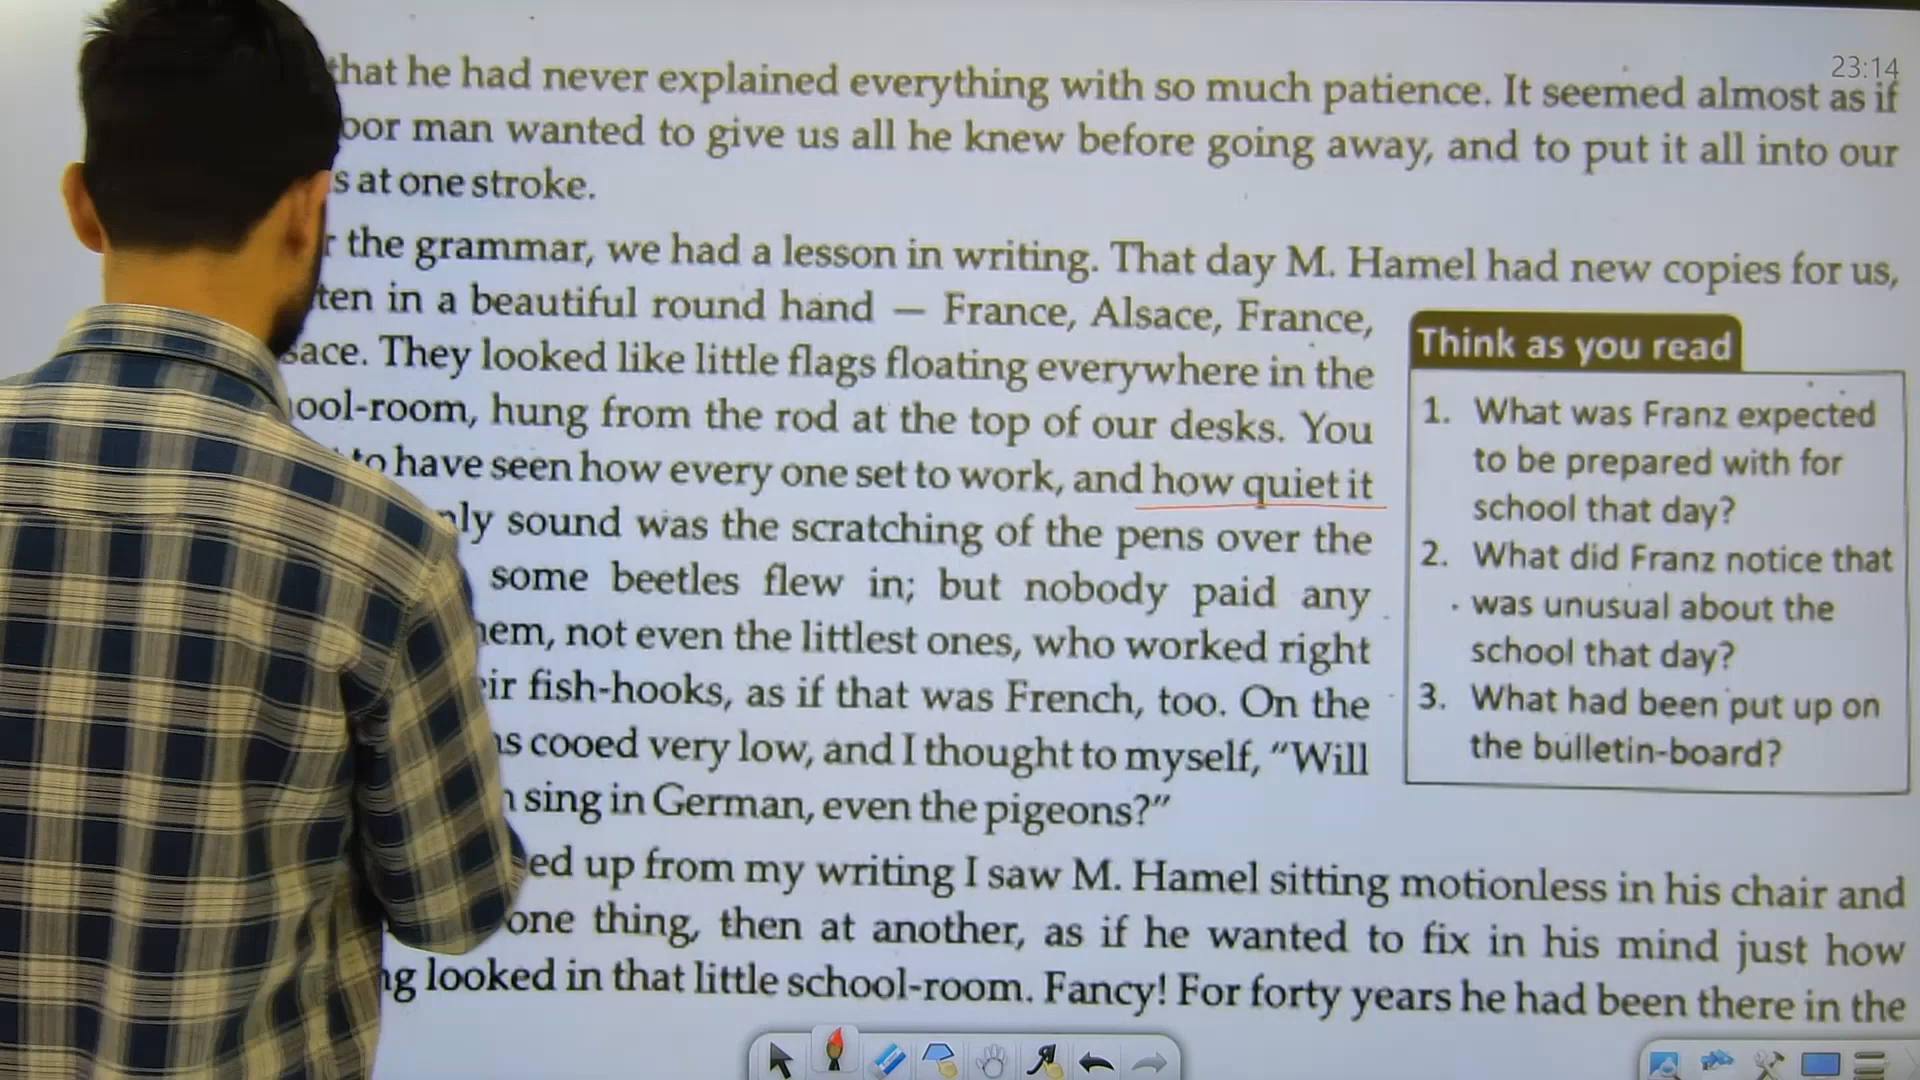 23:14
that he had never explained everything with so much patience. It seemed almost as if
man wanted to give us all he knew before going away, and to put it all into our
at one stroke.
the grammar, we had a lesson in writing. That day M. Hamel had new copies for us,
in a beautiful round hand — France, Alsace, France,
They looked like little flags floating everywhere in the
hung from the rod at the top of our desks. You
to have seen how every one set to work, and how quiet it
sound was the scratching of the pens over the
some beetles flew in; but nobody paid any
not even the littlest ones, who worked right
fish-hooks, as if that was French, too. On the
cooed very low, and I thought to myself, “Will
sing in German, even the pigeons?”
up from my writing I saw M. Hamel sitting motionless in his chair and
one thing, then at another, as if he wanted to fix in his mind just how
looked in that little school-room. Fancy! For forty years he had been there in the
Think as you read
1. What was Franz expected
to be prepared with for
school that day?
2. What did Franz notice that
was unusual about the
school that day?
3. What had been put up on
the bulletin-board?